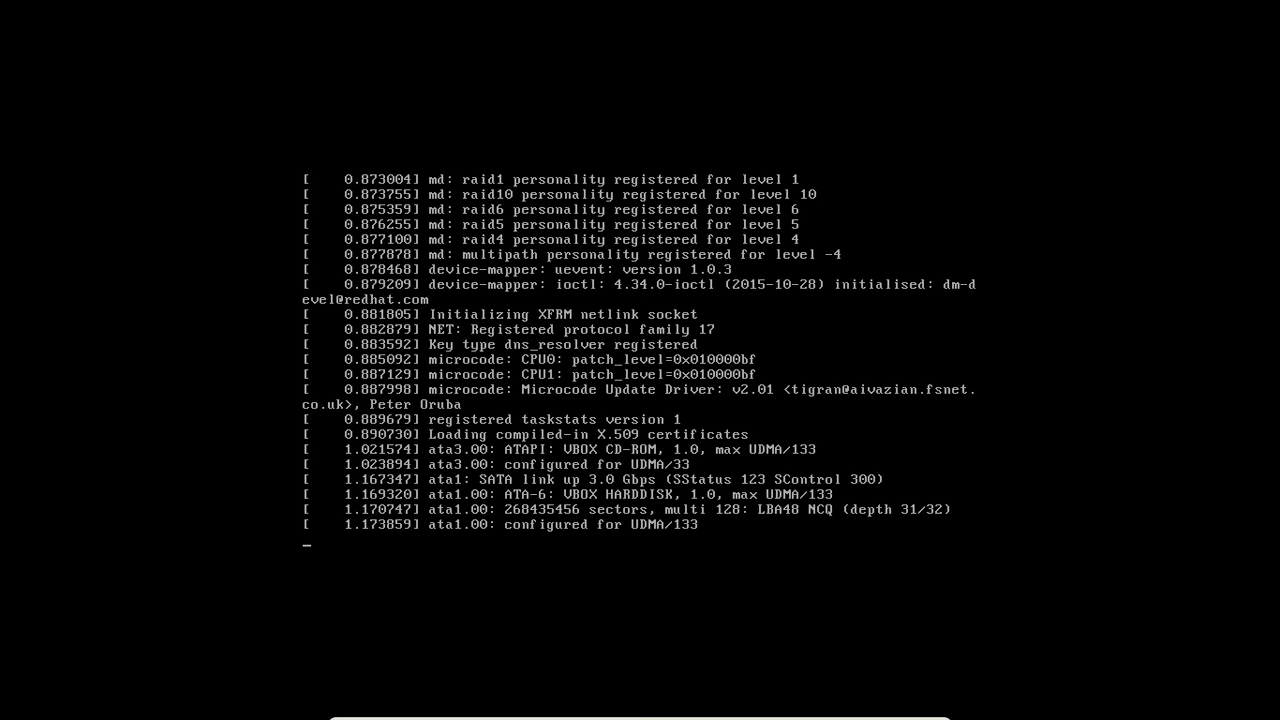 [    0.873004] md: raid1 personality registered for level 1
[    0.873755] md: raid10 personality registered for level 10
[    0.875359] md: raid6 personality registered for level 6
[    0.876255] md: raid5 personality registered for level 5
[    0.877100] md: raid4 personality registered for level 4
[    0.877878] md: multipath personality registered for level -4
[    0.878468] device-mapper: uevent: version 1.0.3
[    0.879209] device-mapper: ioctl: 4.34.0-ioctl (2015-10-28) initialised: dm-d
evel@redhat.com
[    0.881805] Initializing XFRM netlink socket
[    0.882879] NET: Registered protocol family 17
[    0.883592] Key type dns_resolver registered
[    0.885092] microcode: CPU0: patch_level=0x010000bf
[    0.887129] microcode: CPU1: patch_level=0x010000bf
[    0.887998] microcode: Microcode Update Driver: v2.01 <tigran@aivazian.fsnet.
co.uk>, Peter Oruba
[    0.889679] registered taskstats version 1
[    0.890730] Loading compiled-in X.509 certificates
[    1.021574] ata3.00: ATAPI: VBOX CD-ROM, 1.0, max UDMA/133
[    1.023894] ata3.00: configured for UDMA/33
[    1.167347] ata1: SATA link up 3.0 Gbps (SStatus 123 SControl 300)
[    1.169320] ata1.00: ATA-6: VBOX HARDDISK, 1.0, max UDMA/133
[    1.170747] ata1.00: 268435456 sectors, multi 128: LBA48 NCQ (depth 31/32)
[    1.173859] ata1.00: configured for UDMA/133
_